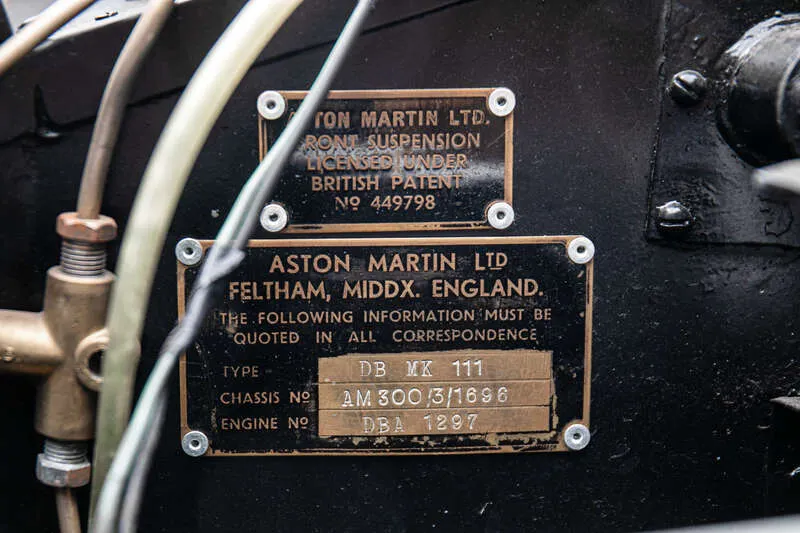 ASTON MARTIN LTD.
FRONT SUSPENSION
LICENSED UNDER
BRITISH PATENT
Nº 449798
ASTON MARTIN LTD
FELTHAM, MIDDX. ENGLAND.
THE FOLLOWING INFORMATION MUST BE
QUOTED IN ALL CORRESPONDENCE
TYPE DB MK 111
CHASSIS Nº AM300/3/1696
ENGINE Nº DBA 1297